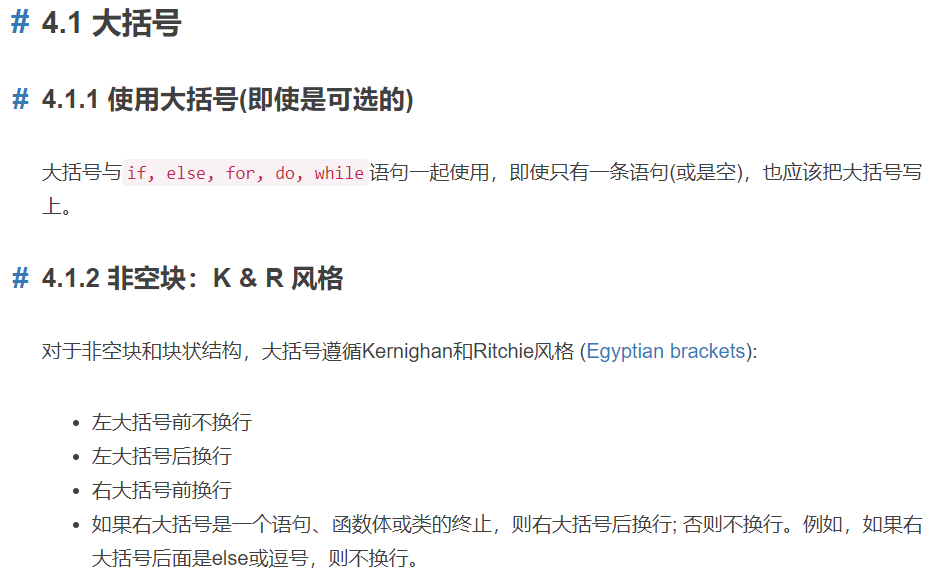 # 4.1 大括号
# 4.1.1 使用大括号(即使是可选的)
大括号与if, else, for, do, while语句一起使用，即使只有一条语句(或是空)，也应该把大括号写
上。
# 4.1.2 非空块：K & R 风格
对于非空块和块状结构，大括号遵循Kernighan和Ritchie风格 (Egyptian brackets):
• 左大括号前不换行
• 左大括号后换行
• 右大括号前换行
• 如果右大括号是一个语句、函数体或类的终止，则右大括号后换行; 否则不换行。例如，如果右
大括号后面是else或逗号，则不换行。